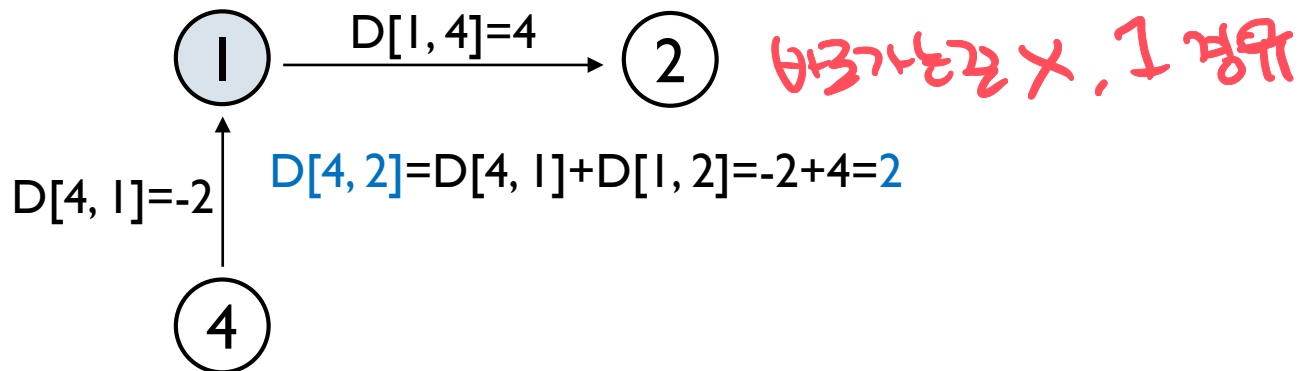 1 D[1, 4]=4 2 바로가는길 X. 1 경유
D[4, 1]=-2 D[4, 2]=D[4, 1]+D[1, 2]=-2+4=2
4